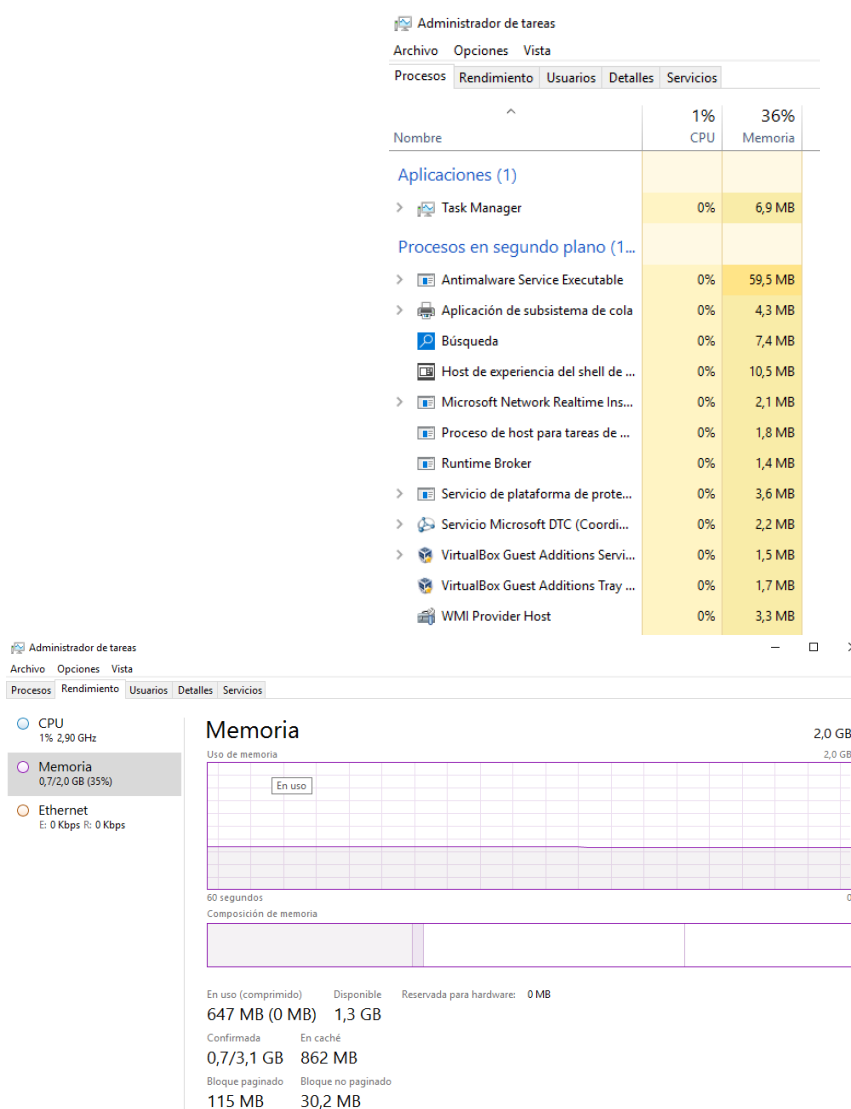 Administrador de tareas
Archivo Opciones Vista
Procesos Rendimiento Usuarios Detalles Servicios
1% 36%
Nombre CPU Memoria
Aplicaciones (1)
Task Manager 0% 6,9 MB
Procesos en segundo plano (1...
Antimalware Service Executable 0% 59,5 MB
Aplicación de subsistema de cola 0% 4,3 MB
Búsqueda 0% 7,4 MB
Host de experiencia del shell de ... 0% 10,5 MB
Microsoft Network Realtime Ins... 0% 2,1 MB
Proceso de host para tareas de ... 0% 1,8 MB
Runtime Broker 0% 1,4 MB
Servicio de plataforma de prote... 0% 3,6 MB
Servicio Microsoft DTC (Coordi... 0% 2,2 MB
VirtualBox Guest Additions Servi... 0% 1,5 MB
VirtualBox Guest Additions Tray ... 0% 1,7 MB
WMI Provider Host 0% 3,3 MB
Administrador de tareas
Archivo Opciones Vista
Procesos Rendimiento Usuarios Detalles Servicios
CPU
1% 2,90 GHz
Memoria
0,7/2,0 GB (35%)
Ethernet
E: 0 Kbps R: 0 Kbps
Memoria 2,0 GB
Uso de memoria 2,0 GB
En uso
60 segundos 0
Composición de memoria
En uso (comprimido) Disponible Reservada para hardware: 0 MB
647 MB (0 MB) 1,3 GB
Confirmada En caché
0,7/3,1 GB 862 MB
Bloque paginado Bloque no paginado
115 MB 30,2 MB